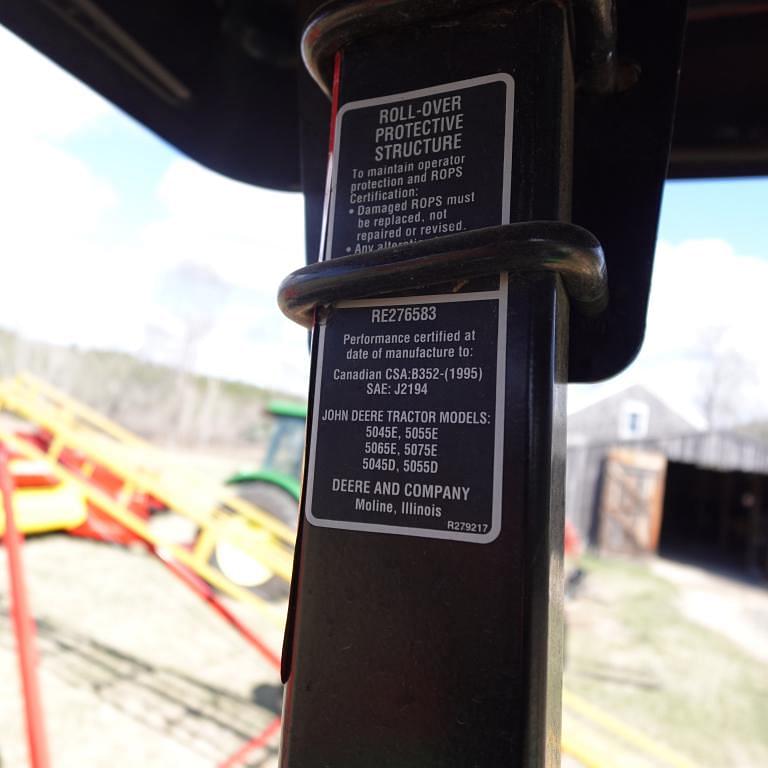 ROLL-OVER
PROTECTIVE
STRUCTURE
To maintain operator
protection and ROPS
Certification:
• Damaged ROPS must
be replaced, not
repaired or revised.
• Any
RE276583
Performance certified at
date of manufacture to:
Canadian CSA:B352-(1995)
SAE: J2194
JOHN DEERE TRACTOR MODELS:
5045E, 5055E
5065E, 5075E
5045D, 5055D
DEERE AND COMPANY
Moline, Illinois
R279217